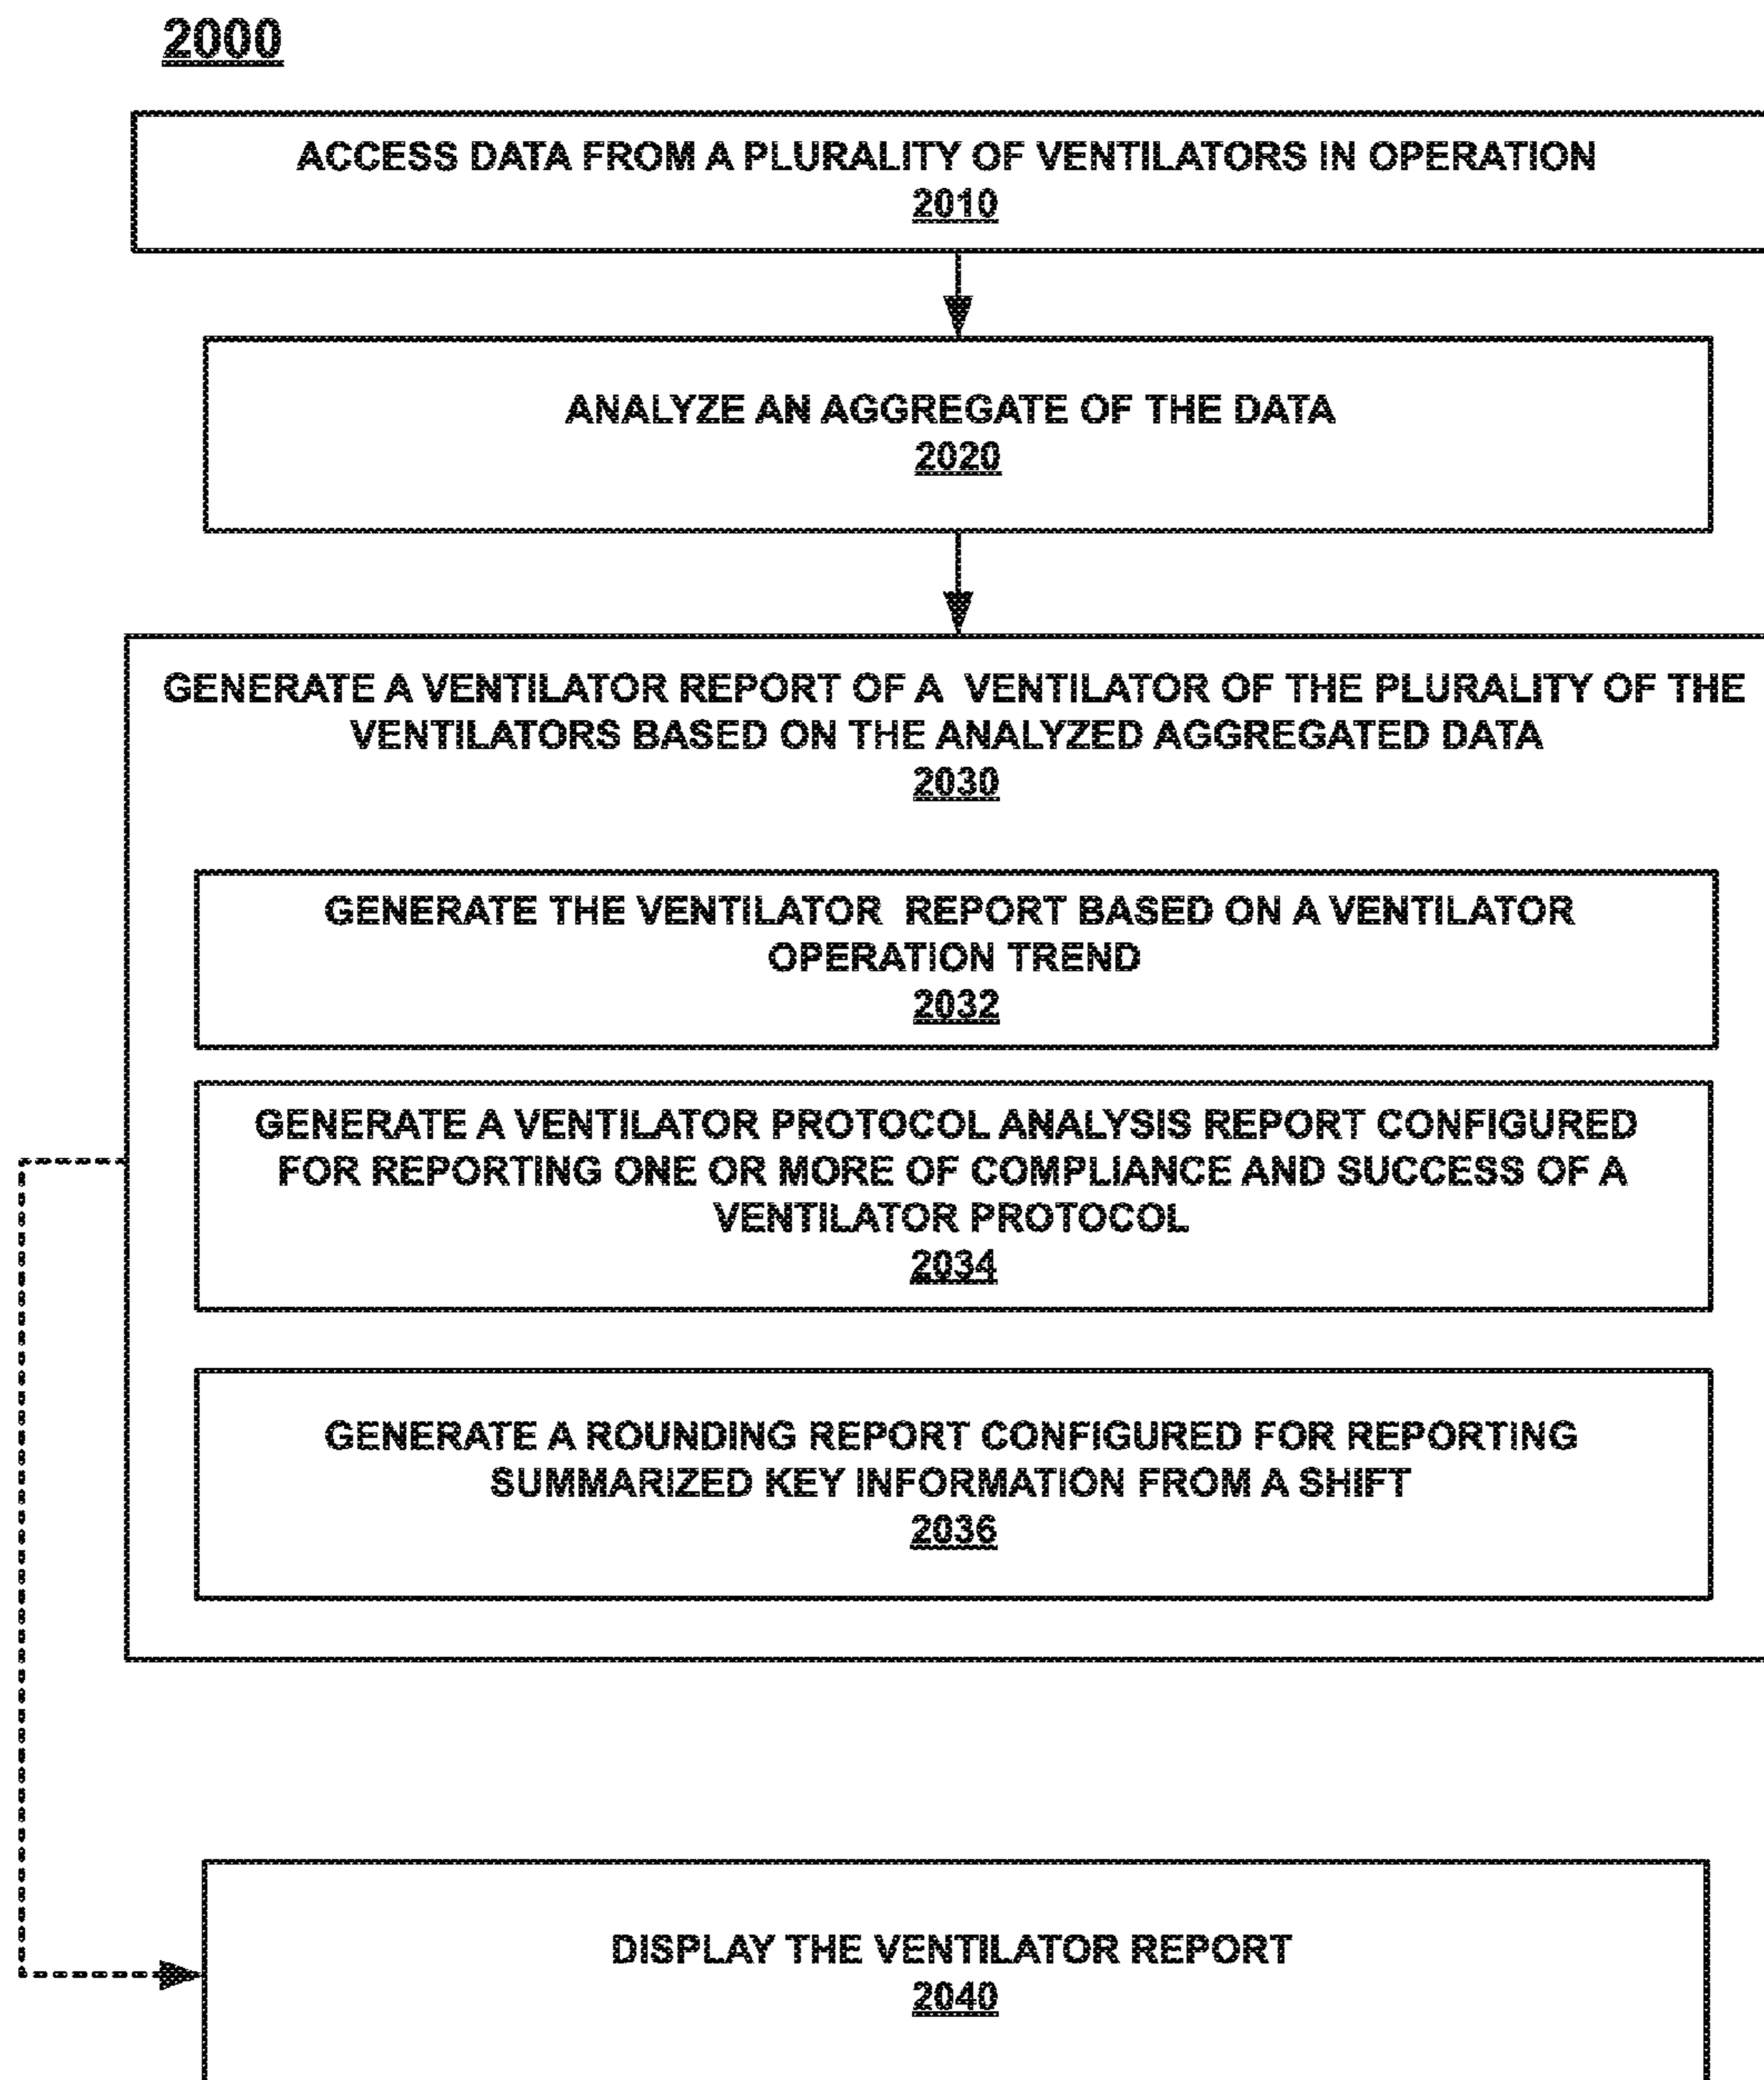 2000
ACCESS DATA FROM A PLURALITY OF VENTILATORS IN OPERATION
2010
ANALYZE AN AGGREGATE OF THE DATA
2020
GENERATE A VENTILATOR REPORT OF A VENTILATOR OF THE PLURALITY OF THE
VENTILATORS BASED ON THE ANALYZED AGGREGATED DATA
2030
GENERATE THE VENTILATOR REPORT BASED ON A VENTILATOR
OPERATION TREND
2032
GENERATE A VENTILATOR PROTOCOL ANALYSIS REPORT CONFIGURED
FOR REPORTING ONE OR MORE OF COMPLIANCE AND SUCCESS OF A
VENTILATOR PROTOCOL
2034
GENERATE A ROUNDING REPORT CONFIGURED FOR REPORTING
SUMMARIZED KEY INFORMATION FROM A SHIFT
2036
DISPLAY THE VENTILATOR REPORT
2040